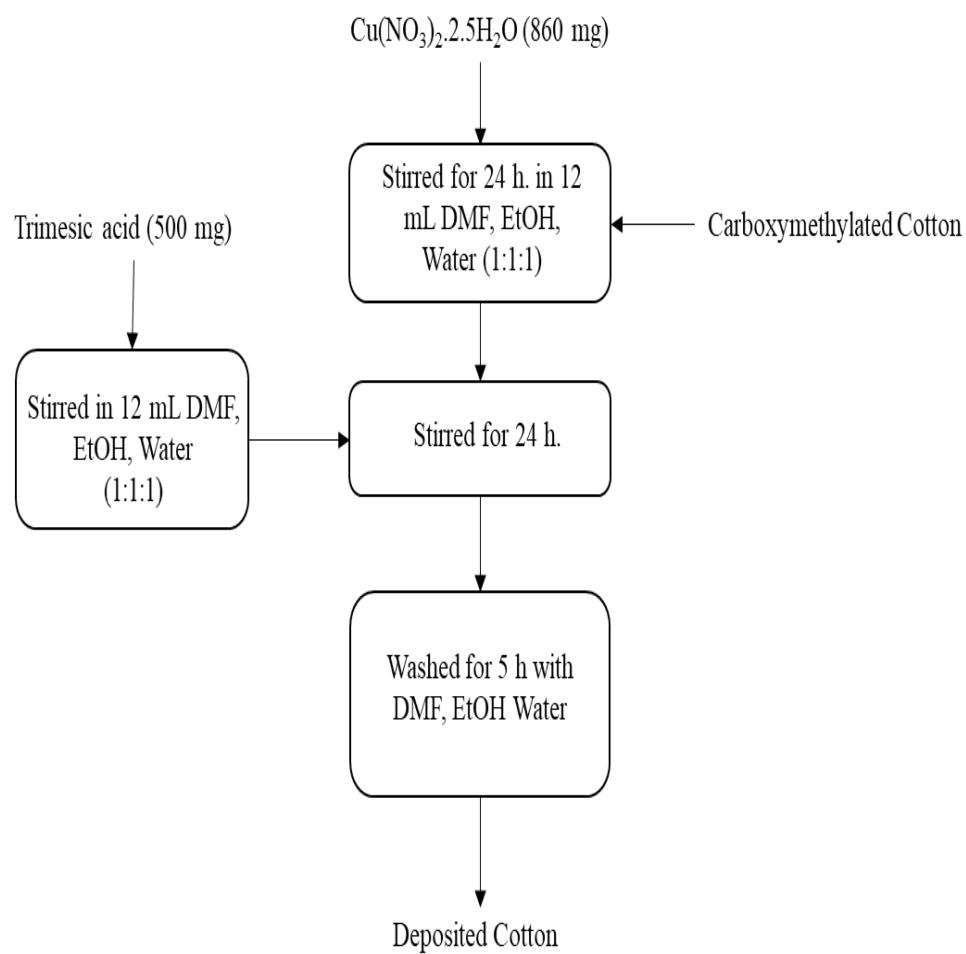 Cu(NO₃)₂.2.5H₂O (860 mg)
Stirred for 24 h. in 12
mL DMF, EtOH,
Water (1:1:1)
Carboxymethylated Cotton
Trimesic acid (500 mg)
Stirred in 12 mL DMF,
EtOH, Water
(1:1:1)
Stirred for 24 h.
Washed for 5 h with
DMF, EtOH Water
Deposited Cotton